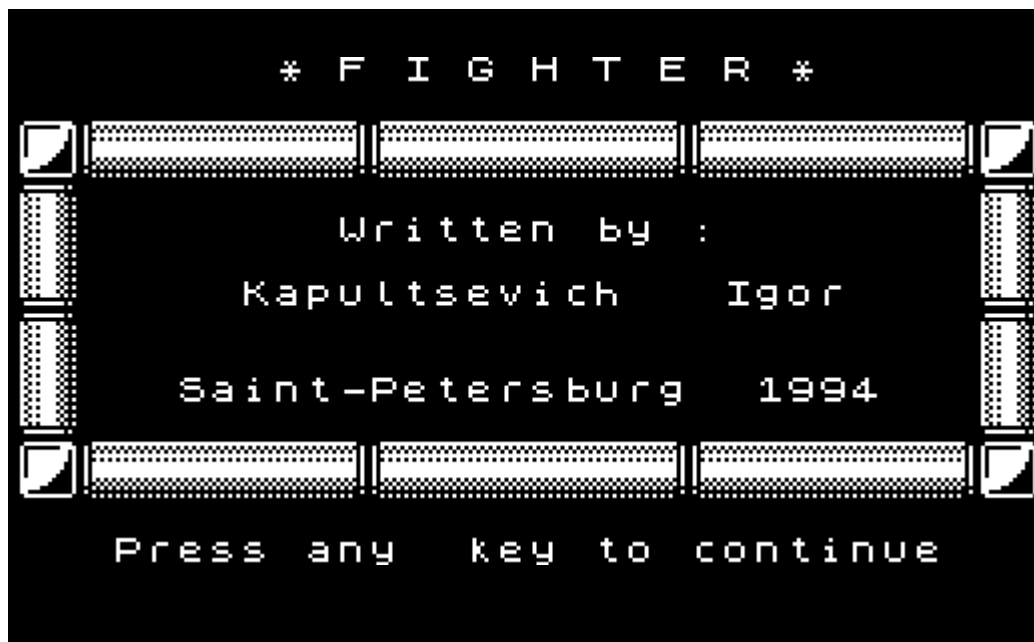 * F I G H T E R *
Written by :
Kapultsevich Igor
Saint-Petersburg 1994
Press any key to continue